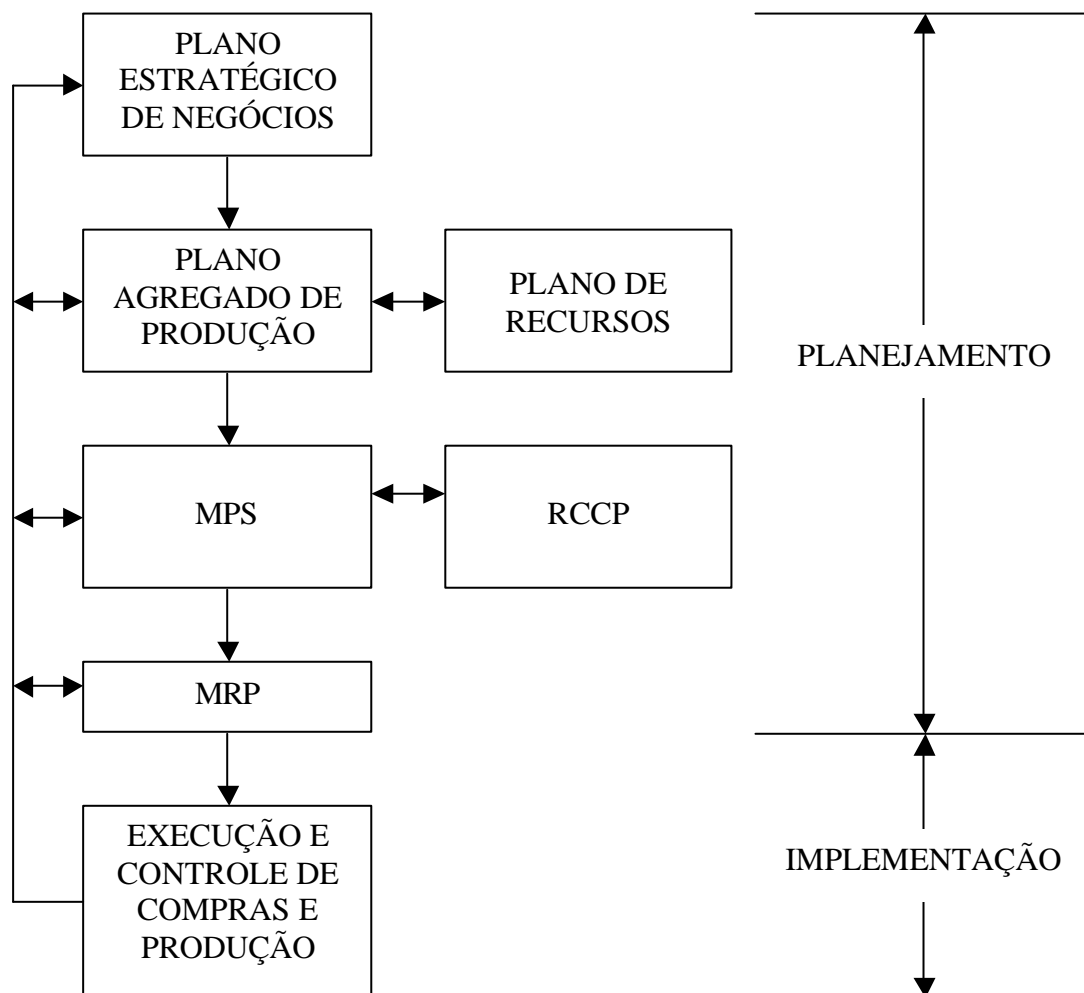 PLANO
ESTRATÉGICO
DE NEGÓCIOS
PLANO
AGREGADO DE
PRODUÇÃO
PLANO DE
RECURSOS
PLANEJAMENTO
MPS
RCCP
MRP
EXECUÇÃO E
CONTROLE DE
COMPRAS E
PRODUÇÃO
IMPLEMENTAÇÃO